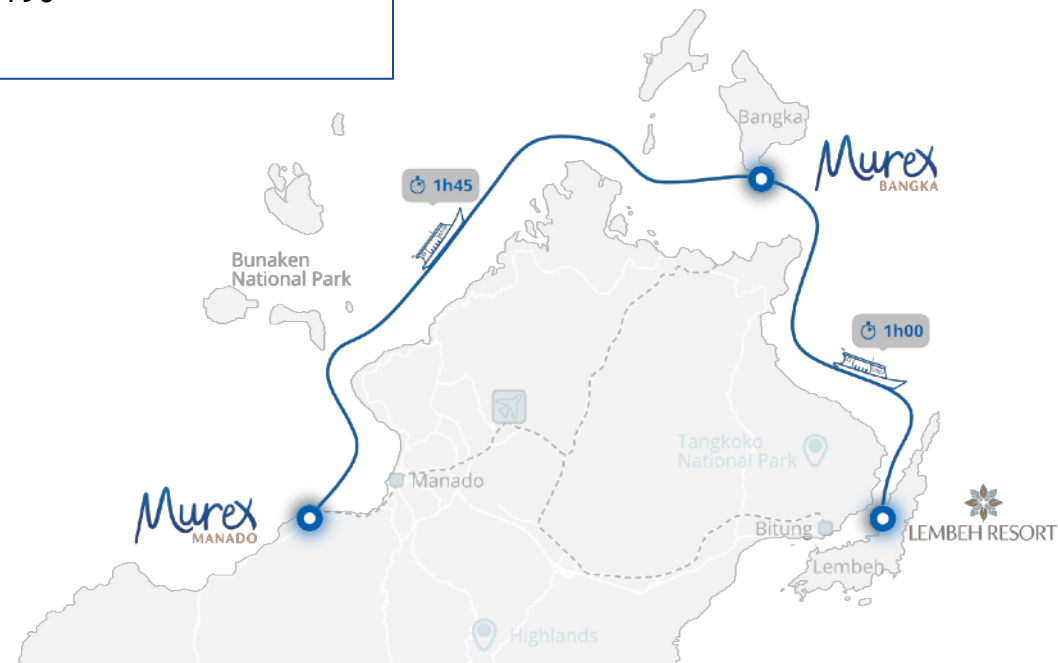 Bangka
Murex
BANGKA
1h45
Bunaken
National Park
1h00
Tangkoko
National Park
Manado
Murex
MANADO
Bitung
LEMBEH RESORT
Lembeh
Highlands